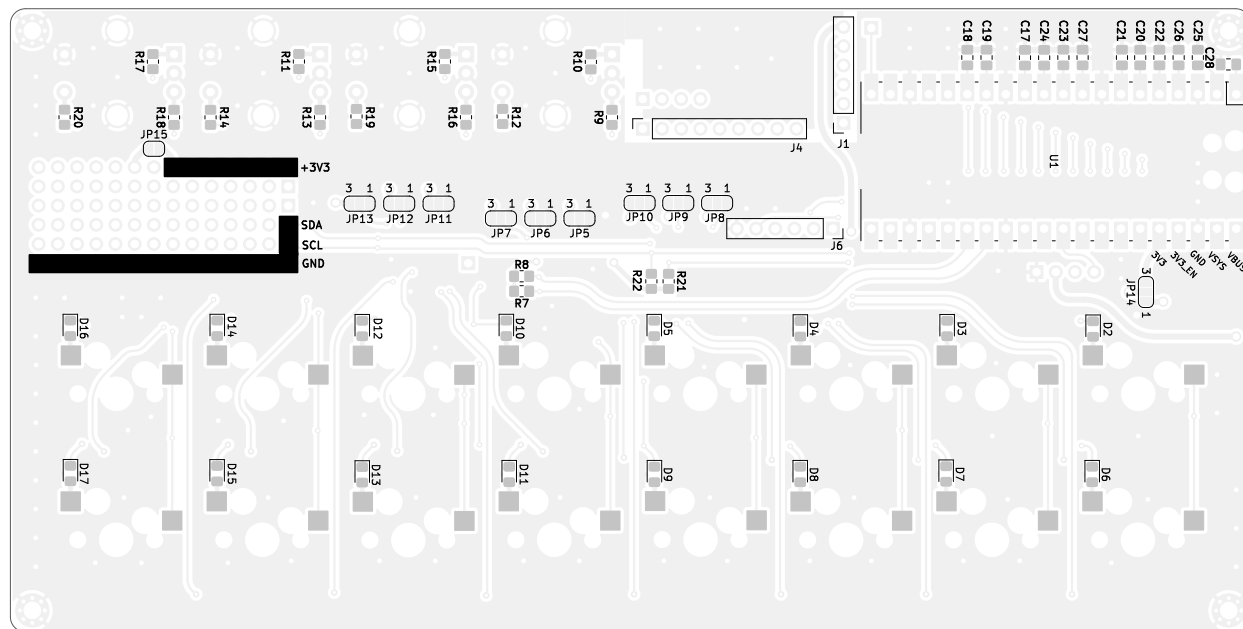 C18
C19
C17
C24
C23
C27
C21
C20
C22
C26
C25
C28
R17
R11
R15
R10
R20
R18
R14
R13
R19
R16
R12
R9
JP15
J4
J1
U1
+3V3
3 1
JP13
3 1
JP12
3 1
JP11
3 1
JP7
3 1
JP6
3 1
JP5
3 1
JP10
3 1
JP9
3 1
JP8
SDA
SCL
GND
J6
3V3
3V3_EN
GND
VSYS
VBUS
R8
R7
R22
R21
3
JP14
1
D16
D14
D12
D10
D5
D4
D3
D2
D17
D15
D13
D11
D9
D8
D7
D6